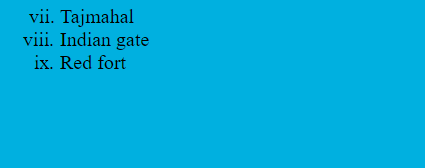 vii. Tajmahal
viii. Indian gate
ix. Red fort